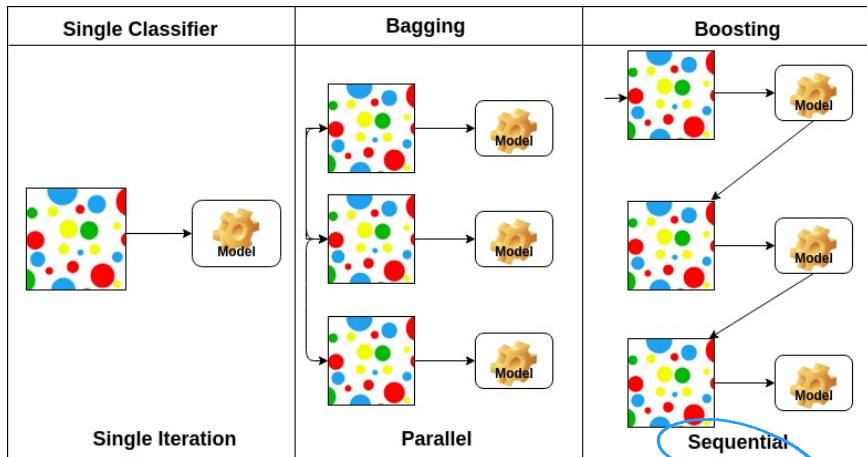 Single Classifier
Bagging
Boosting
Model
Model
Model
Model
Model
Model
Model
Single Iteration
Parallel
Sequential